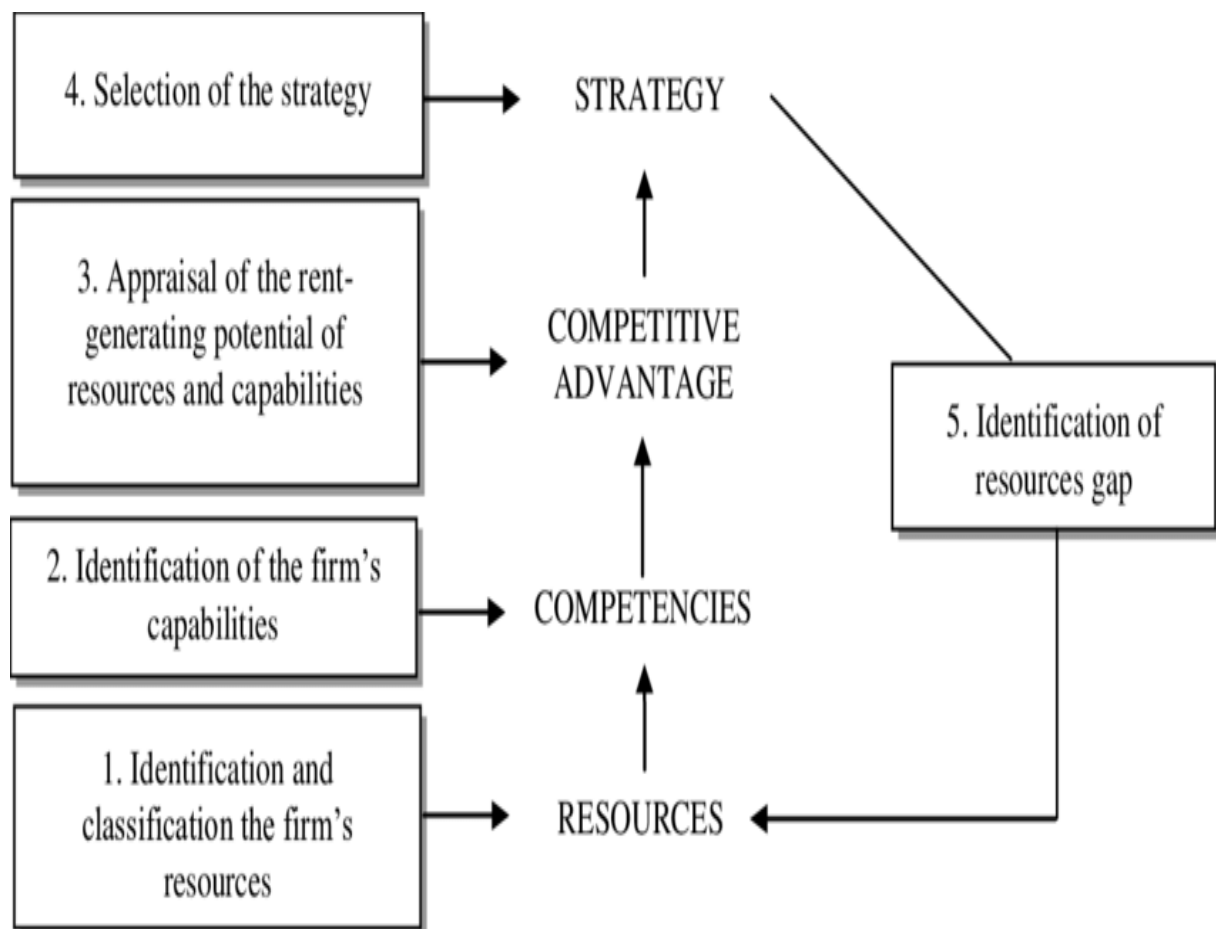 4. Selection of the strategy
STRATEGY
3. Appraisal of the rent-
generating potential of
resources and capabilities
COMPETITIVE
ADVANTAGE
5. Identification of
resources gap
2. Identification of the firm's
capabilities
COMPETENCIES
1. Identification and
classification the firm's
resources
RESOURCES